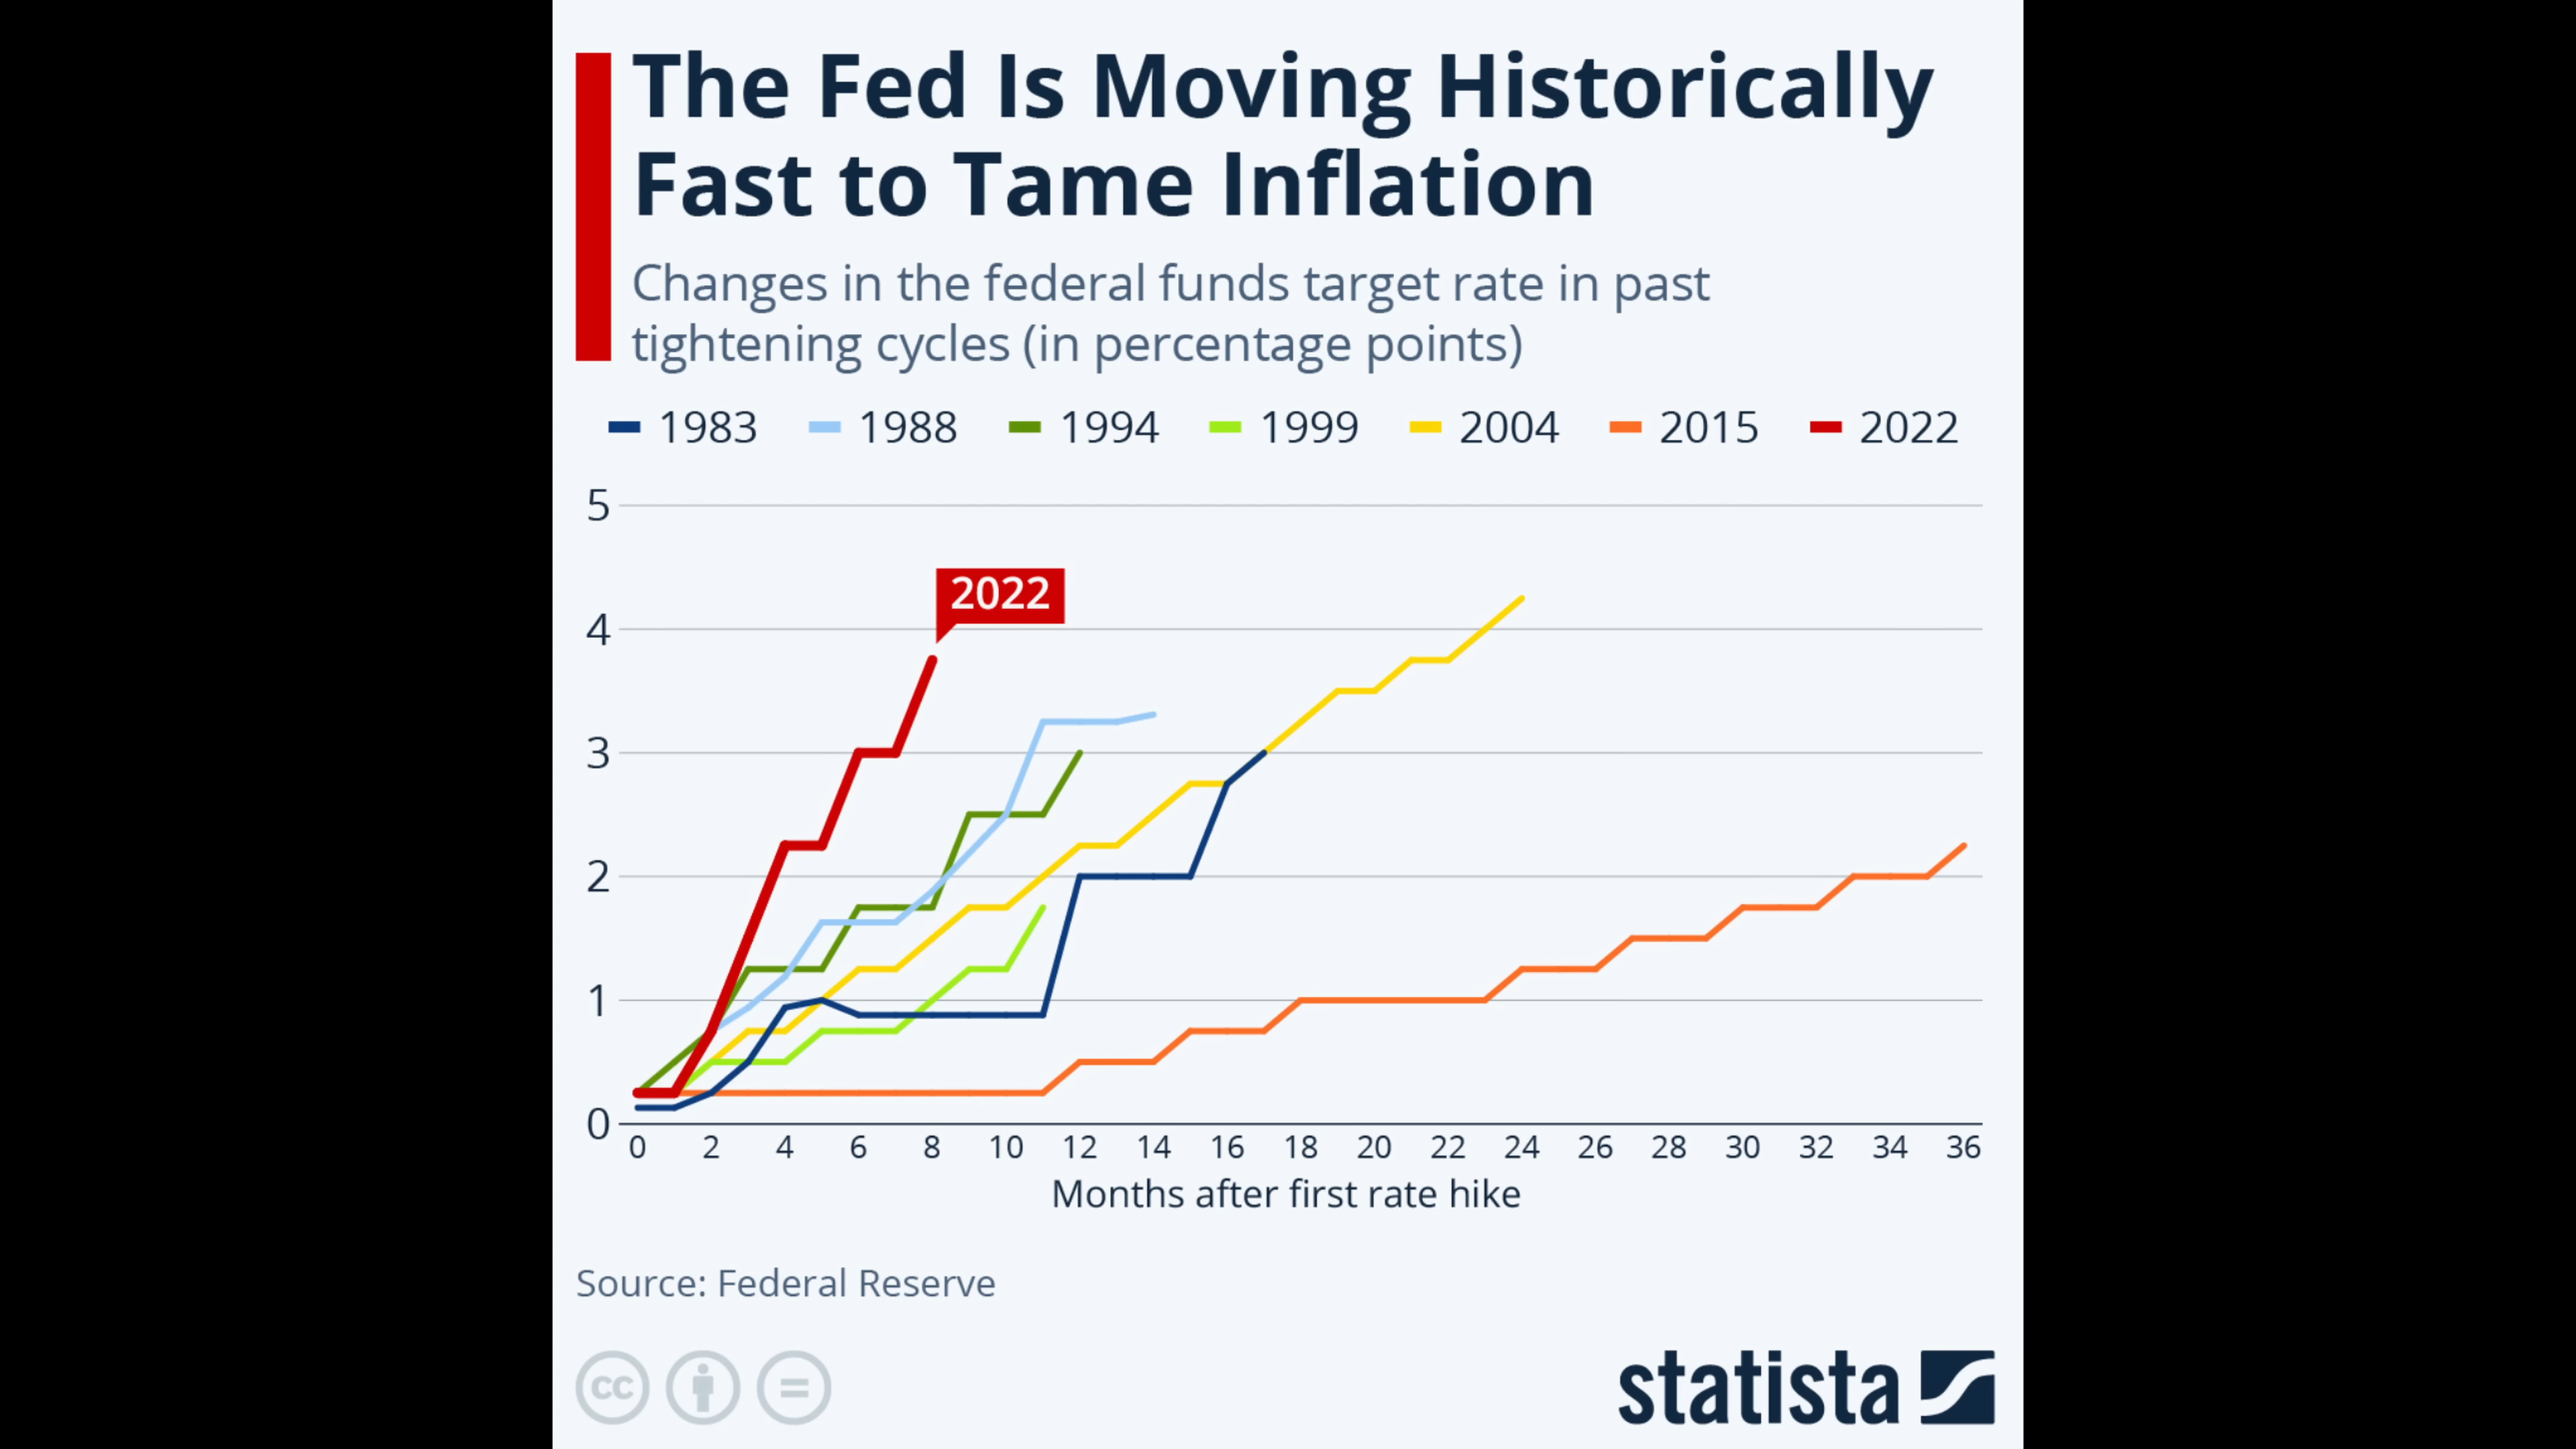 The Fed Is Moving Historically
Fast to Tame Inflation
Changes in the federal funds target rate in past
tightening cycles (in percentage points)
1983 1988 1994 1999 2004 2015 2022
5
2022
4
3
2
1
0
0 2 4 6 8 10 12 14 16 18 20 22 24 26 28 30 32 34 36
Months after first rate hike
Source: Federal Reserve
cc =
statista